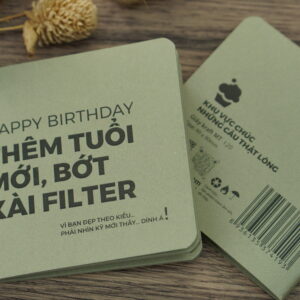 APPY BIRTHDAY
HÊM TUỔI
MỚI, BỚT
XÀI FILTER
VÌ BẠN ĐẸP THEO KIỂU...
PHẢI NHÌN KỸ MỚI THẤY... DÍNH Á!
KHU VỰC CHÚC
NHỮNG CÂU THẬT LÒNG